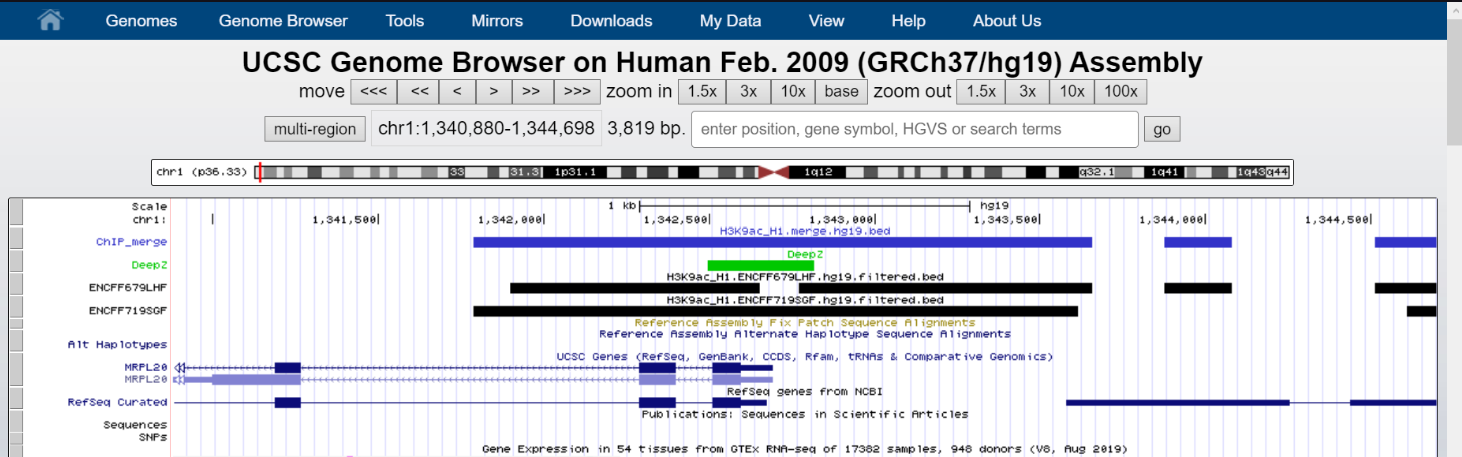 Genomes Genome Browser Tools Mirrors Downloads My Data View Help About Us
UCSC Genome Browser on Human Feb. 2009 (GRCh37/hg19) Assembly
move <<< << < > >> >>> zoom in 1.5x 3x 10x base zoom out 1.5x 3x 10x 100x
multi-region chr1:1,340,880-1,344,698 3,819 bp. enter position, gene symbol, HGVS or search terms go
chr1 (p36.33) 33 31.3 1p31.1 1q12 q32.1 1q41 1q43q44
Scale 1 kb hg19
chr1: 1,341,500 1,342,000 1,342,500 1,343,000 1,343,500 1,344,000 1,344,500
H3K9ac_H1.merge.hg19.bed
ChIP_merge
DeepZ
DeepZ
H3K9ac_H1.ENCFF679LHF.hg19.filtered.bed
ENCFF679LHF
H3K9ac_H1.ENCFF719SGF.hg19.filtered.bed
ENCFF719SGF
Reference Assembly Fix Patch Sequence Alignments
Reference Assembly Alternate Haplotype Sequence Alignments
Alt Haplotypes
UCSC Genes (RefSeq, GenBank, CCDS, Rfam, tRNAs & Comparative Genomics)
MRPL20
MRPL20
RefSeq genes from NCBI
RefSeq Curated
Publications: Sequences in Scientific Articles
Sequences
SNPs
Gene Expression in 54 tissues from GTEx RNA-seq of 17382 samples, 948 donors (V8, Aug 2019)